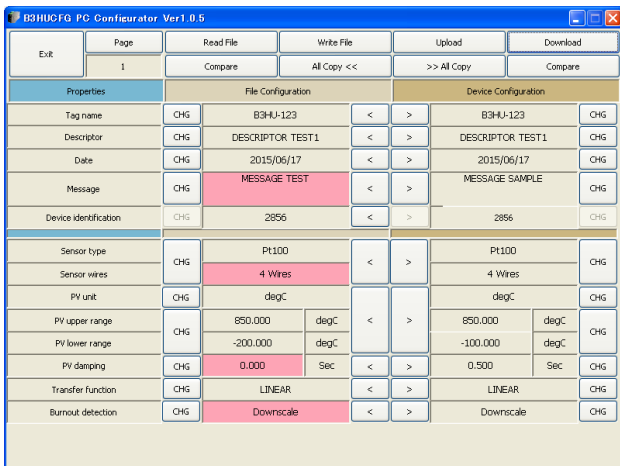 B3HUCFG PC Configurator Ver1.0.5
Exit Page Read File Write File Upload Download
1 Compare All Copy << >> All Copy Compare
Properties File Configuration Device Configuration
Tag name CHG B3HU-123 < > B3HU-123 CHG
Descriptor CHG DESCRIPTOR TEST1 < > DESCRIPTOR TEST1 CHG
Date CHG 2015/06/17 < > 2015/06/17 CHG
Message CHG MESSAGE TEST < > MESSAGE SAMPLE CHG
Device identification CHG 2856 < > 2856 CHG
Sensor type CHG Pt100 < > Pt100 CHG
Sensor wires 4 Wires 4 Wires
PV unit CHG degC < > degC CHG
PV upper range CHG 850.000 degC 850.000 degC CHG
PV lower range -200.000 degC -100.000 degC
PV damping CHG 0.000 Sec < > 0.500 Sec CHG
Transfer function CHG LINEAR < > LINEAR CHG
Burnout detection CHG Downscale < > Downscale CHG